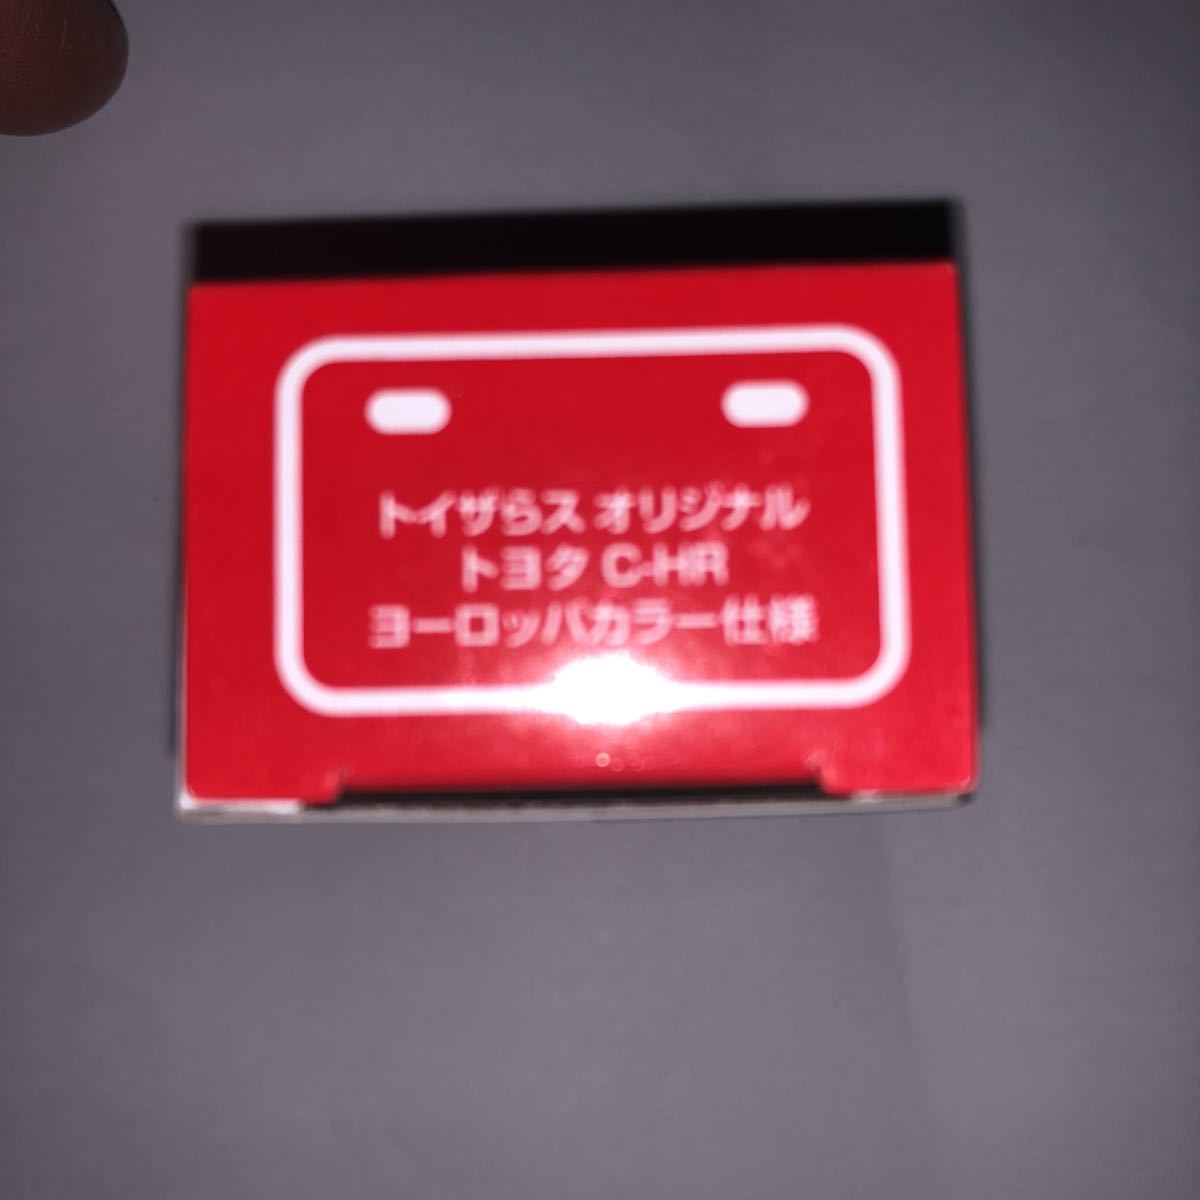 トイザらス オリジナル
トヨタ C-HR
ヨーロッパカラー仕様